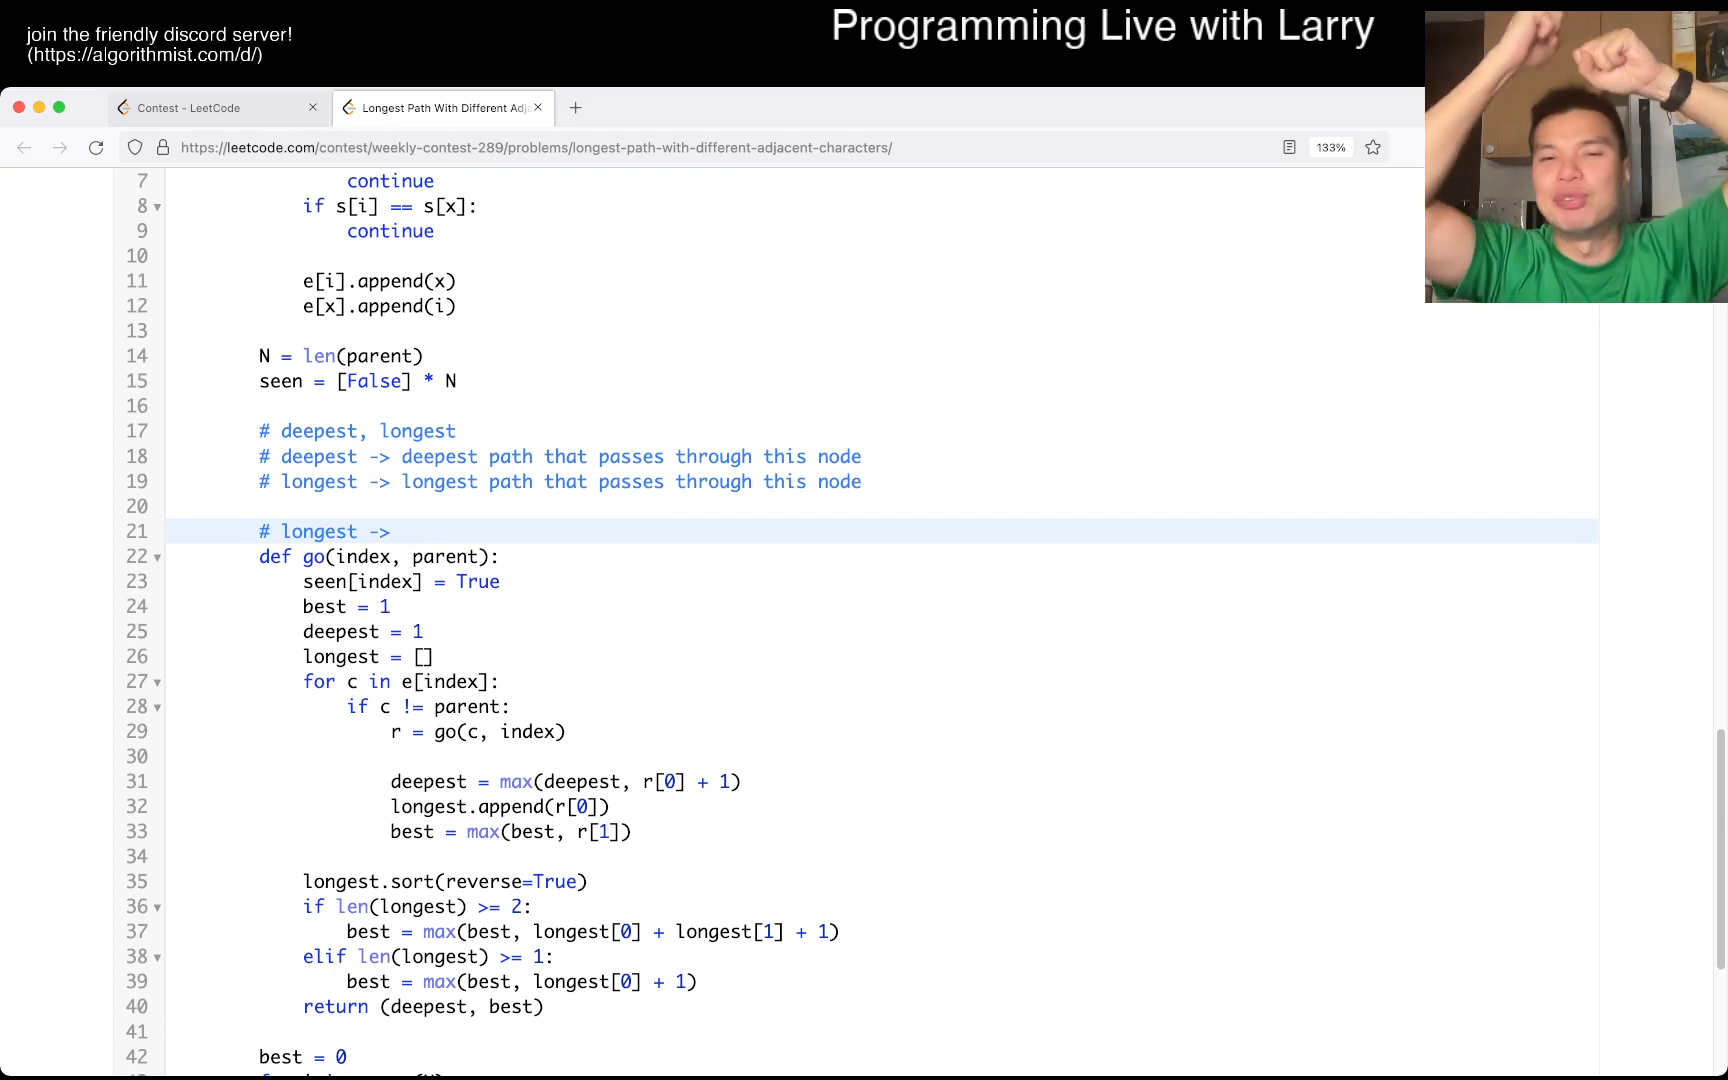 join the friendly discord server!
(https://algorithmist.com/d/)
Programming Live with Larry
Contest - LeetCode
Longest Path With Different Adj
https://leetcode.com/contest/weekly-contest-289/problems/longest-path-with-different-adjacent-characters/
133%
7 continue
8 if s[i] == s[x]:
9 continue
10
11 e[i].append(x)
12 e[x].append(i)
13
14 N = len(parent)
15 seen = [False] * N
16
17 # deepest, longest
18 # deepest -> deepest path that passes through this node
19 # longest -> longest path that passes through this node
20
21 # longest ->
22 def go(index, parent):
23 seen[index] = True
24 best = 1
25 deepest = 1
26 longest = []
27 for c in e[index]:
28 if c != parent:
29 r = go(c, index)
30
31 deepest = max(deepest, r[0] + 1)
32 longest.append(r[0])
33 best = max(best, r[1])
34
35 longest.sort(reverse=True)
36 if len(longest) >= 2:
37 best = max(best, longest[0] + longest[1] + 1)
38 elif len(longest) >= 1:
39 best = max(best, longest[0] + 1)
40 return (deepest, best)
41
42 best = 0